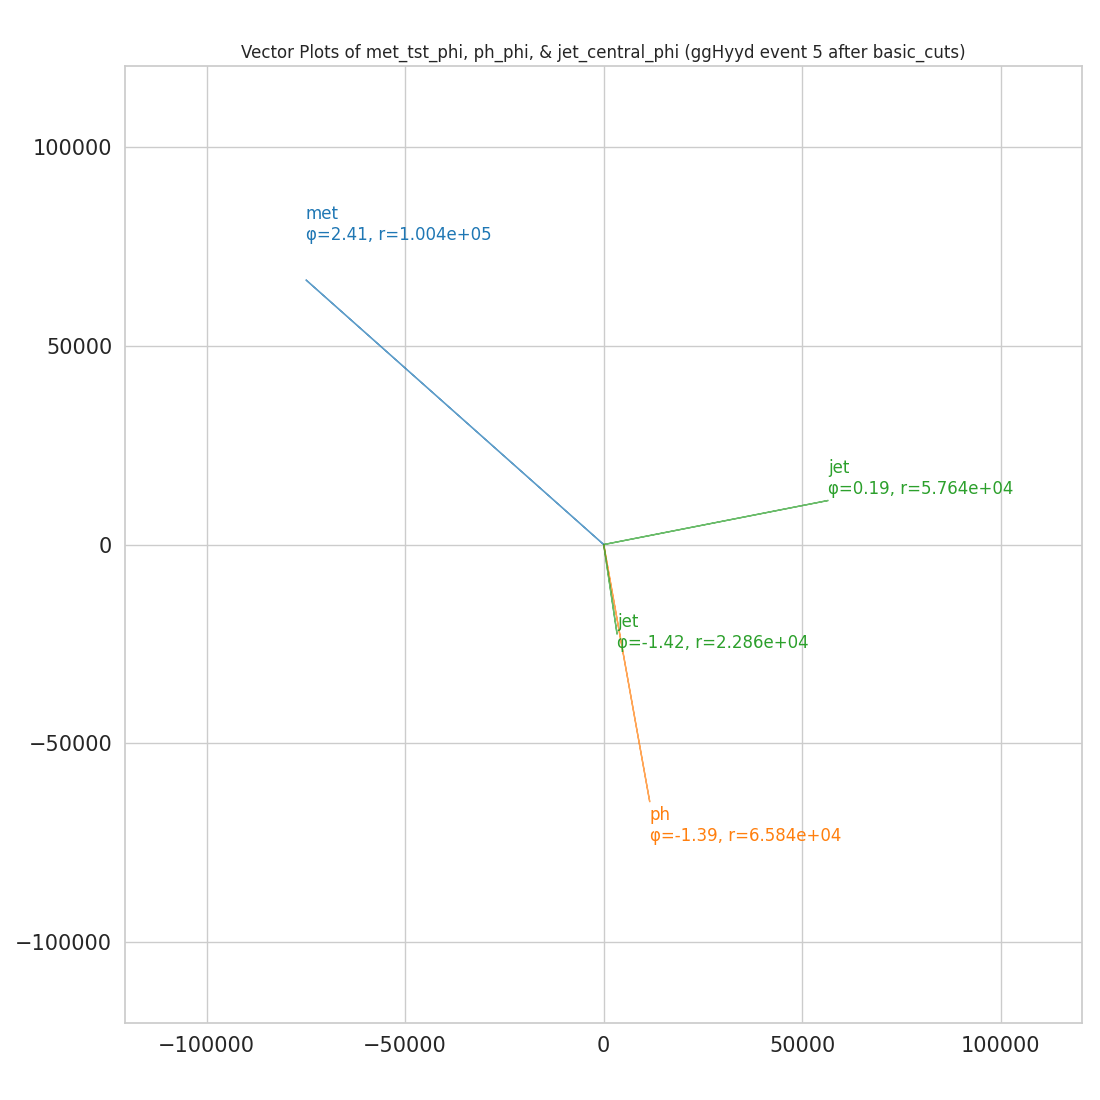 Vector Plots of met_tst_phi, ph_phi, & jet_central_phi (ggHyyd event 5 after basic_cuts)
100000
met
φ=2.41, r=1.004e+05
50000
jet
φ=0.19, r=5.764e+04
0
jet
φ=-1.42, r=2.286e+04
−50000
ph
φ=-1.39, r=6.584e+04
−100000
−100000
−50000
0
50000
100000